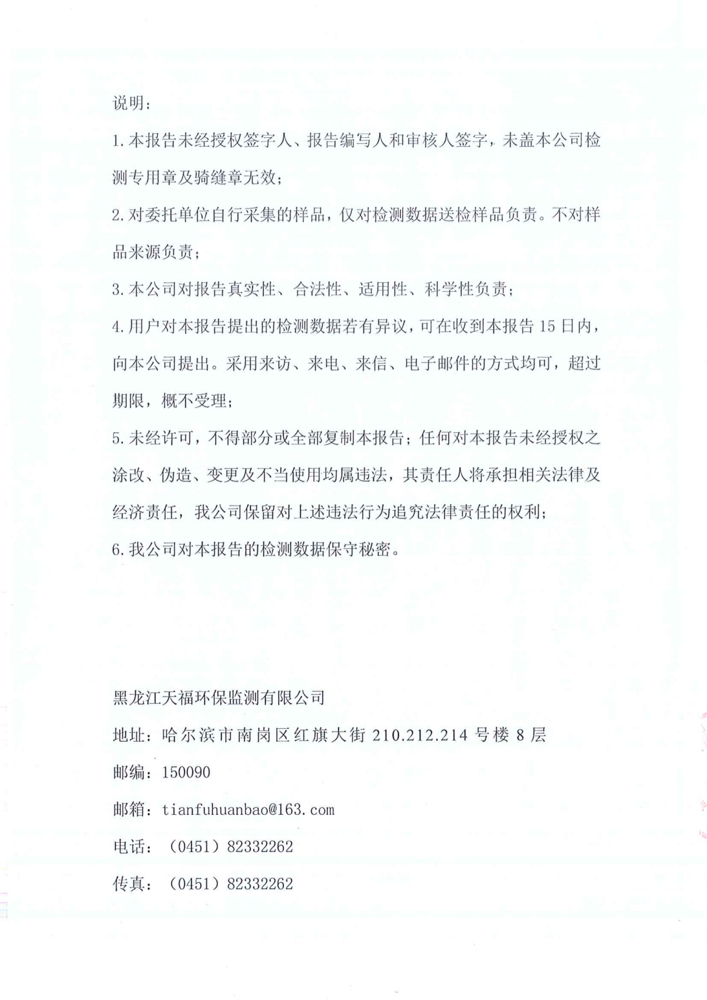 说明：
1.本报告未经授权签字人、报告编写人和审核人签字，未盖本公司检
测专用章及骑缝章无效；
2.对委托单位自行采集的样品，仅对检测数据送检样品负责。不对样
品来源负责；
3.本公司对报告真实性、合法性、适用性、科学性负责；
4.用户对本报告提出的检测数据若有异议，可在收到本报告 15 日内，
向本公司提出。采用来访、来电、来信、电子邮件的方式均可，超过
期限，概不受理；
5.未经许可，不得部分或全部复制本报告；任何对本报告未经授权之
涂改、伪造、变更及不当使用均属违法，其责任人将承担相关法律及
经济责任，我公司保留对上述违法行为追究法律责任的权利；
6.我公司对本报告的检测数据保守秘密。
黑龙江天福环保监测有限公司
地址：哈尔滨市南岗区红旗大街 210.212.214 号楼 8 层
邮编：150090
邮箱：tianfuhuanbao@163.com
电话：（0451）82332262
传真：（0451）82332262